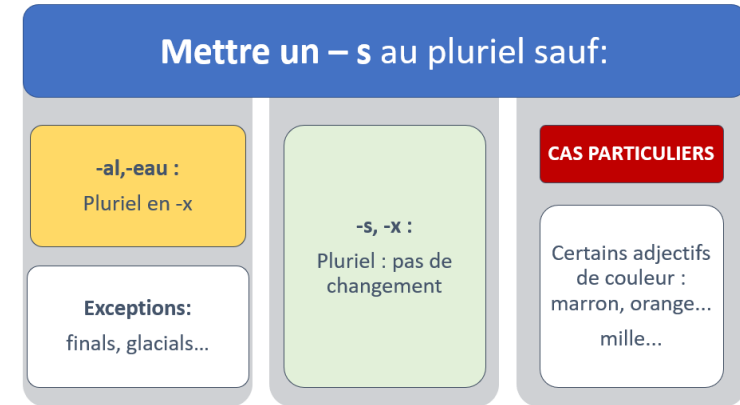 Mettre un – s au pluriel sauf:
-al,-eau :
Pluriel en -x
Exceptions:
finals, glacials...
-s, -x :
Pluriel : pas de
changement
CAS PARTICULIERS
Certains adjectifs
de couleur :
marron, orange...
mille...